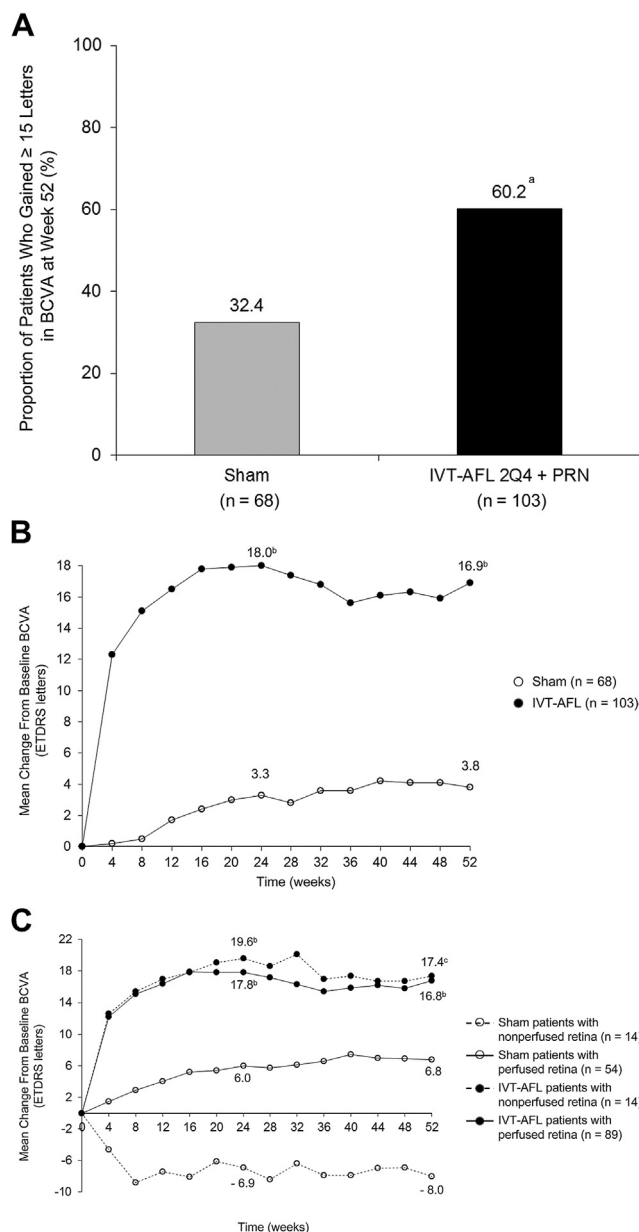 A
Proportion of Patients Who Gained ≥ 15 Letters
in BCVA at Week 52 (%)
100
80
60
40
20
0
32.4
60.2 a
Sham
(n = 68)
IVT-AFL 2Q4 + PRN
(n = 103)
B
Mean Change From Baseline BCVA
(ETDRS letters)
18
16
14
12
10
8
6
4
2
0
18.0b
16.9b
3.3
3.8
0 4 8 12 16 20 24 28 32 36 40 44 48 52
Time (weeks)
Sham (n = 68)
IVT-AFL (n = 103)
C
Mean Change From Baseline BCVA
(ETDRS letters)
22
18
14
10
6
2
-2
-6
-10
19.6b
17.4c
17.8b
16.8b
6.0
6.8
0 4 8 12 16 20 24 28 32 36 40 44 48 52
- 6.9
- 8.0
Time (weeks)
Sham patients with
nonperfused retina (n = 14)
Sham patients with
perfused retina (n = 54)
IVT-AFL patients with
nonperfused retina (n = 14)
IVT-AFL patients with
perfused retina (n = 89)